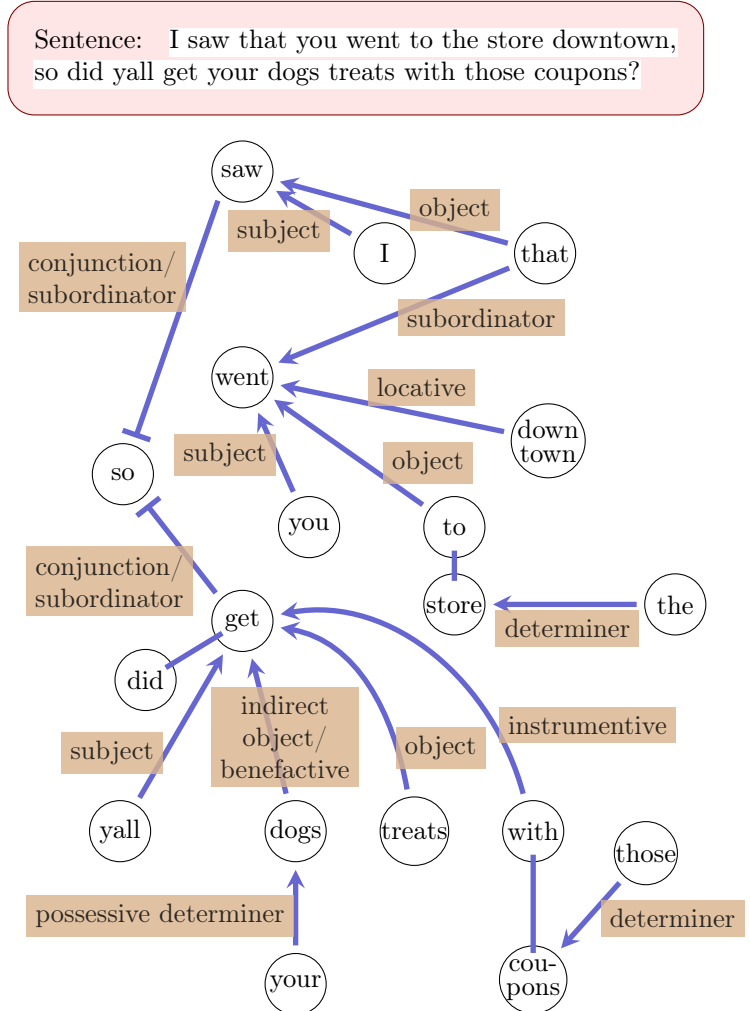 Sentence: I saw that you went to the store downtown,
so did yall get your dogs treats with those coupons?
saw
object
subject
I
that
conjunction/
subordinator
subordinator
went
locative
down
town
subject
object
so
you
to
conjunction/
subordinator
store
the
get
determiner
did
indirect
object/
benefactive
instrumentive
subject
object
yall
dogs
treats
with
those
possessive determiner
determiner
your
cou-
pons